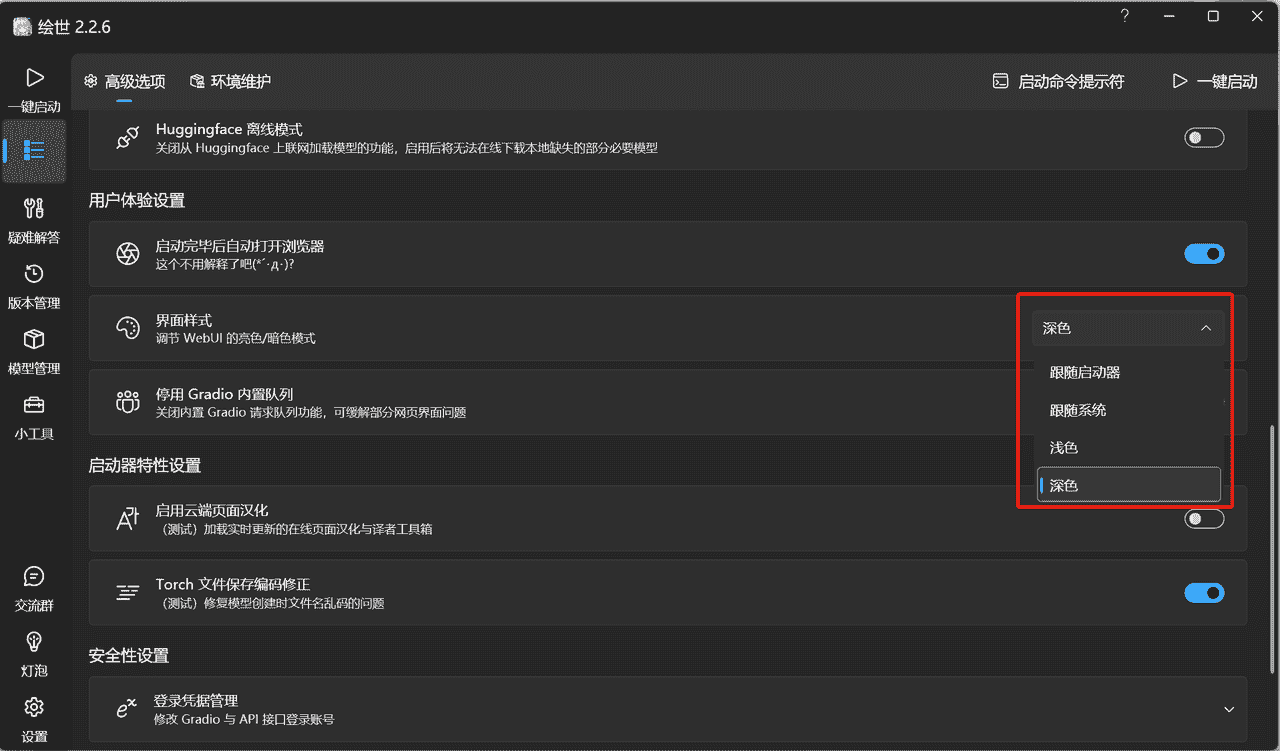 绘世 2.2.6
?
一键启动
疑难解答
版本管理
模型管理
小工具
交流群
灯泡
设置
高级选项
环境维护
启动命令提示符
一键启动
Huggingface 离线模式
关闭从 Huggingface 上联网加载模型的功能，启用后将无法在线下载本地缺失的部分必要模型
用户体验设置
启动完毕后自动打开浏览器
这个不用解释了吧(*´·д·)?
界面样式
调节 WebUI 的亮色/暗色模式
深色
跟随启动器
跟随系统
浅色
深色
停用 Gradio 内置队列
关闭内置 Gradio 请求队列功能，可缓解部分网页界面问题
启动器特性设置
启用云端页面汉化
（测试）加载实时更新的在线页面汉化与译者工具箱
Torch 文件保存编码修正
（测试）修复模型创建时文件名乱码的问题
安全性设置
登录凭据管理
修改 Gradio 与 API 接口登录账号